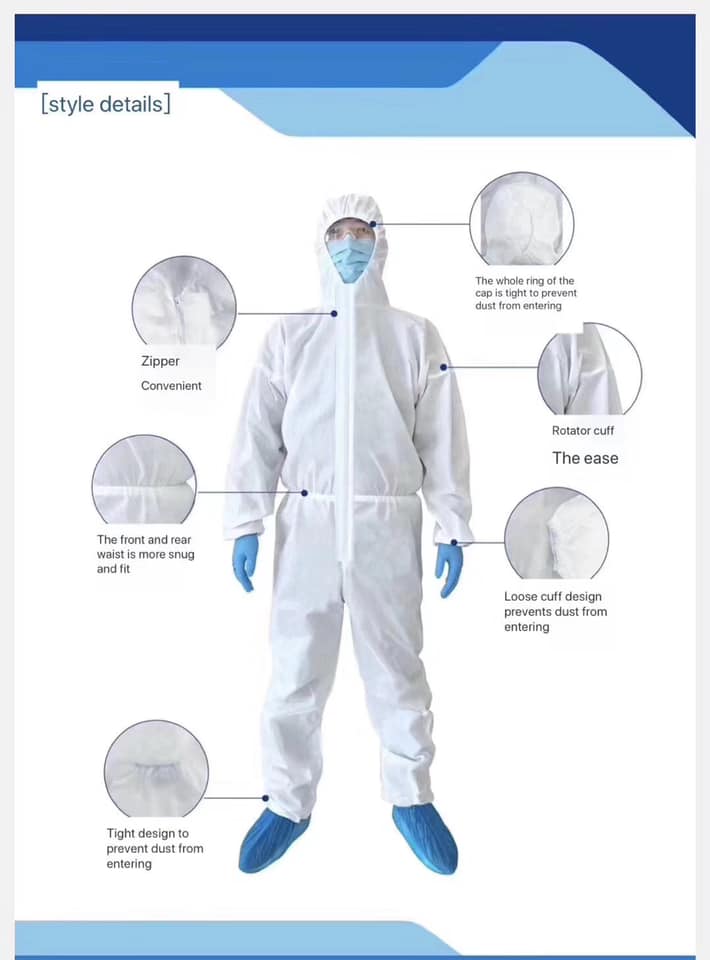 [style details]
The whole ring of the
cap is tight to prevent
dust from entering
Zipper
Convenient
Rotator cuff
The ease
The front and rear
waist is more snug
and fit
Loose cuff design
prevents dust from
entering
Tight design to
prevent dust from
entering